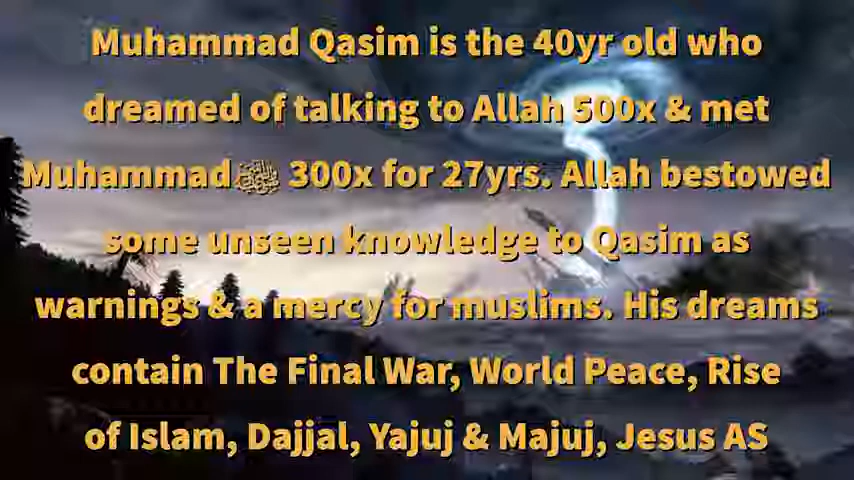 Muhammad Qasim is the 40yr old who
dreamed of talking to Allah 500x & met
Muhammadﷺ 300x for 27yrs. Allah bestowed
some unseen knowledge to Qasim as
warnings & a mercy for muslims. His dreams
contain The Final War, World Peace, Rise
of Islam, Dajjal, Yajuj & Majuj, Jesus AS